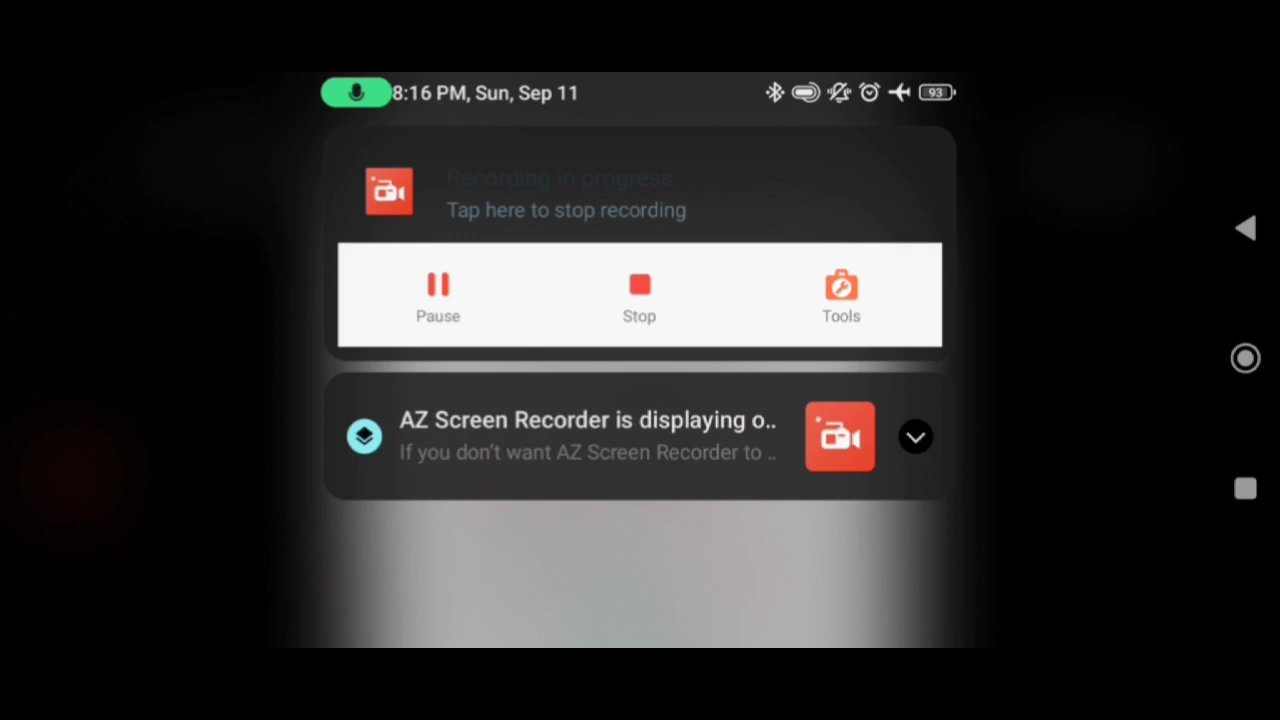 8:16 PM, Sun, Sep 11
93
Recording in progress
Tap here to stop recording
Pause
Stop
Tools
AZ Screen Recorder is displaying o..
If you don't want AZ Screen Recorder to ..